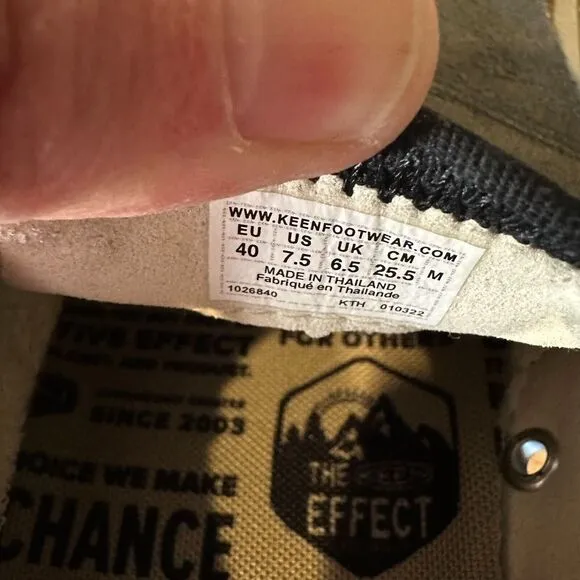 WWW.KEENFOOTWEAR.COM
EU US UK CM
40 7.5 6.5 25.5 M
MADE IN THAILAND
Fabriqué en Thaïlande
1026840 KTH 010322
EFFECT
FOR OTHERS
SINCE 2003
WE MAKE
THE KEEN
EFFECT
CHANCE